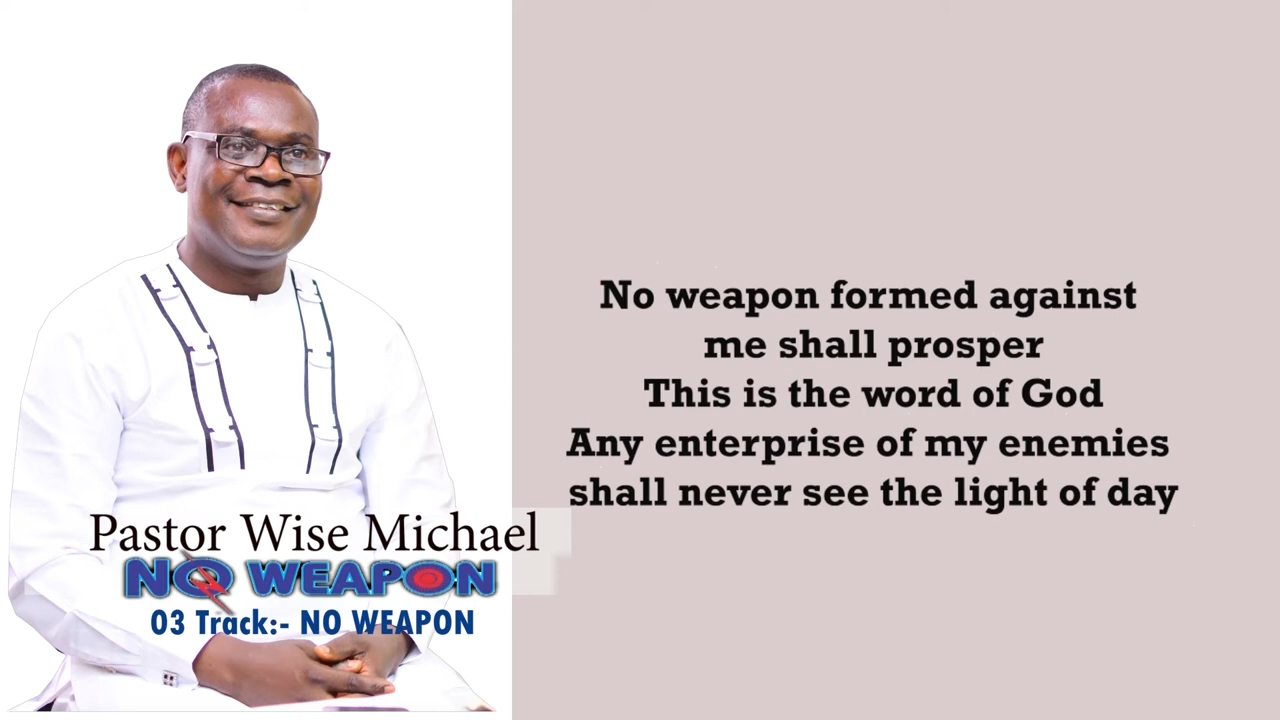 Pastor Wise Michael
NO WEAPON
03 Track:- NO WEAPON
No weapon formed against
me shall prosper
This is the word of God
Any enterprise of my enemies
shall never see the light of day